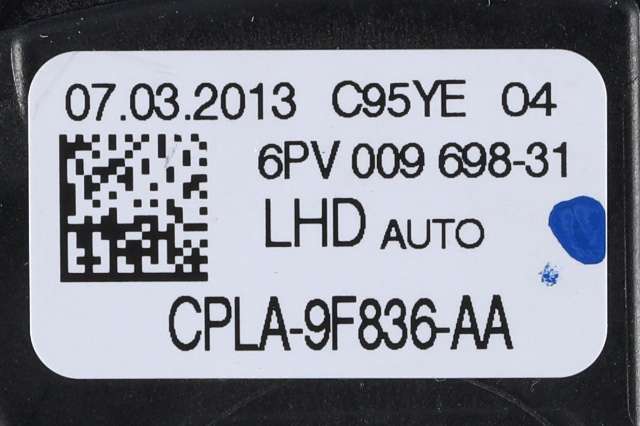 07.03.2013 C95YE 04
6PV 009 698-31
LHD AUTO
CPLA-9F836-AA